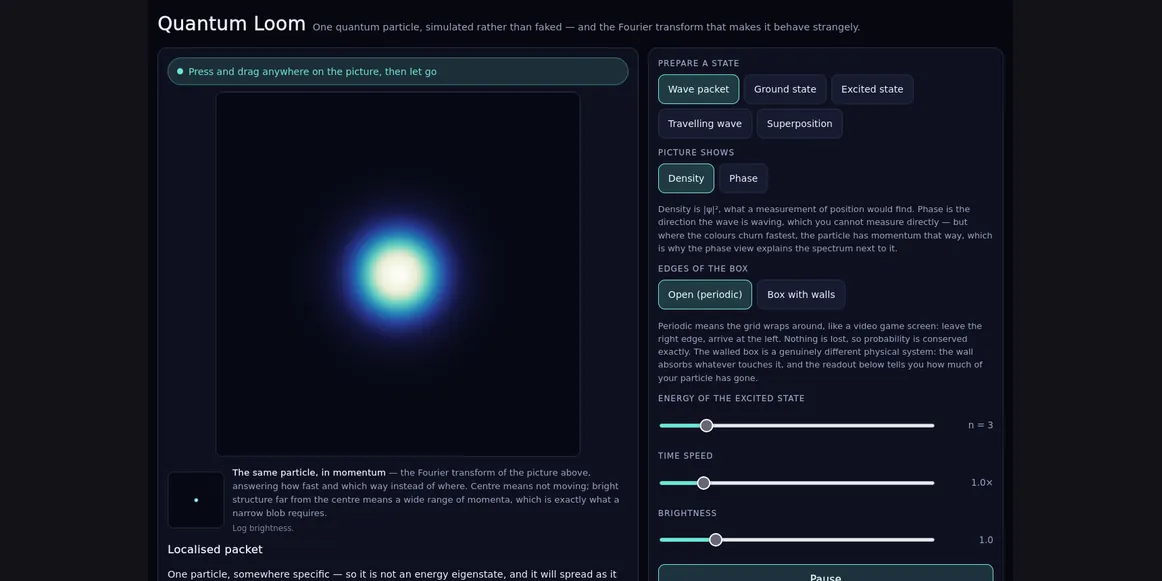 Quantum Loom One quantum particle, simulated rather than faked — and the Fourier transform that makes it behave strangely.
Press and drag anywhere on the picture, then let go
The same particle, in momentum — the Fourier transform of the picture above,
answering how fast and which way instead of where. Centre means not moving; bright
structure far from the centre means a wide range of momenta, which is exactly what a
narrow blob requires.
Log brightness.
Localised packet
One particle, somewhere specific — so it is not an energy eigenstate, and it will spread as it
PREPARE A STATE
Wave packet Ground state Excited state
Travelling wave Superposition
PICTURE SHOWS
Density Phase
Density is |ψ|², what a measurement of position would find. Phase is the
direction the wave is waving, which you cannot measure directly — but
where the colours churn fastest, the particle has momentum that way, which
is why the phase view explains the spectrum next to it.
EDGES OF THE BOX
Open (periodic) Box with walls
Periodic means the grid wraps around, like a video game screen: leave the
right edge, arrive at the left. Nothing is lost, so probability is conserved
exactly. The walled box is a genuinely different physical system: the wall
absorbs whatever touches it, and the readout below tells you how much of
your particle has gone.
ENERGY OF THE EXCITED STATE
n = 3
TIME SPEED
1.0×
BRIGHTNESS
1.0
Pause